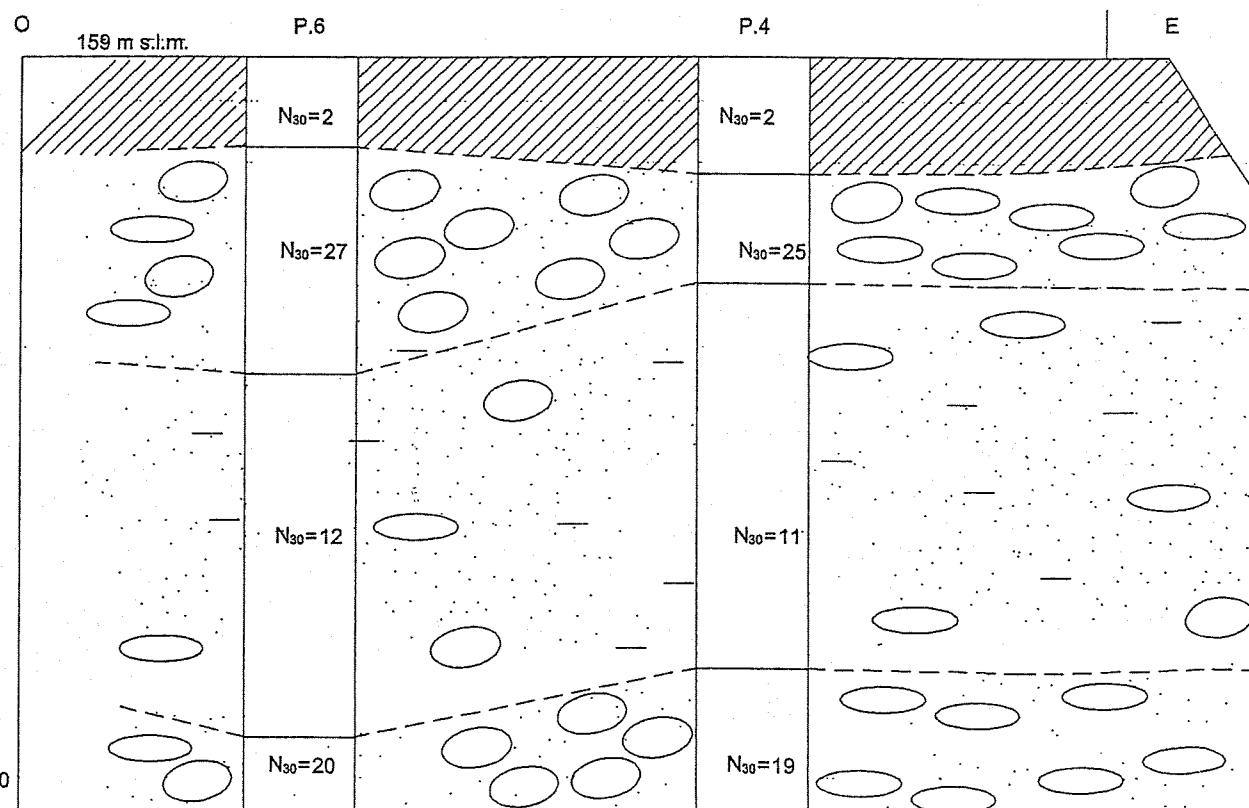 O P.6 P.4 E
159 m s.l.m.
N₃₀=2 N₃₀=2
N₃₀=27 N₃₀=25
N₃₀=12 N₃₀=11
N₃₀=20 N₃₀=19
0